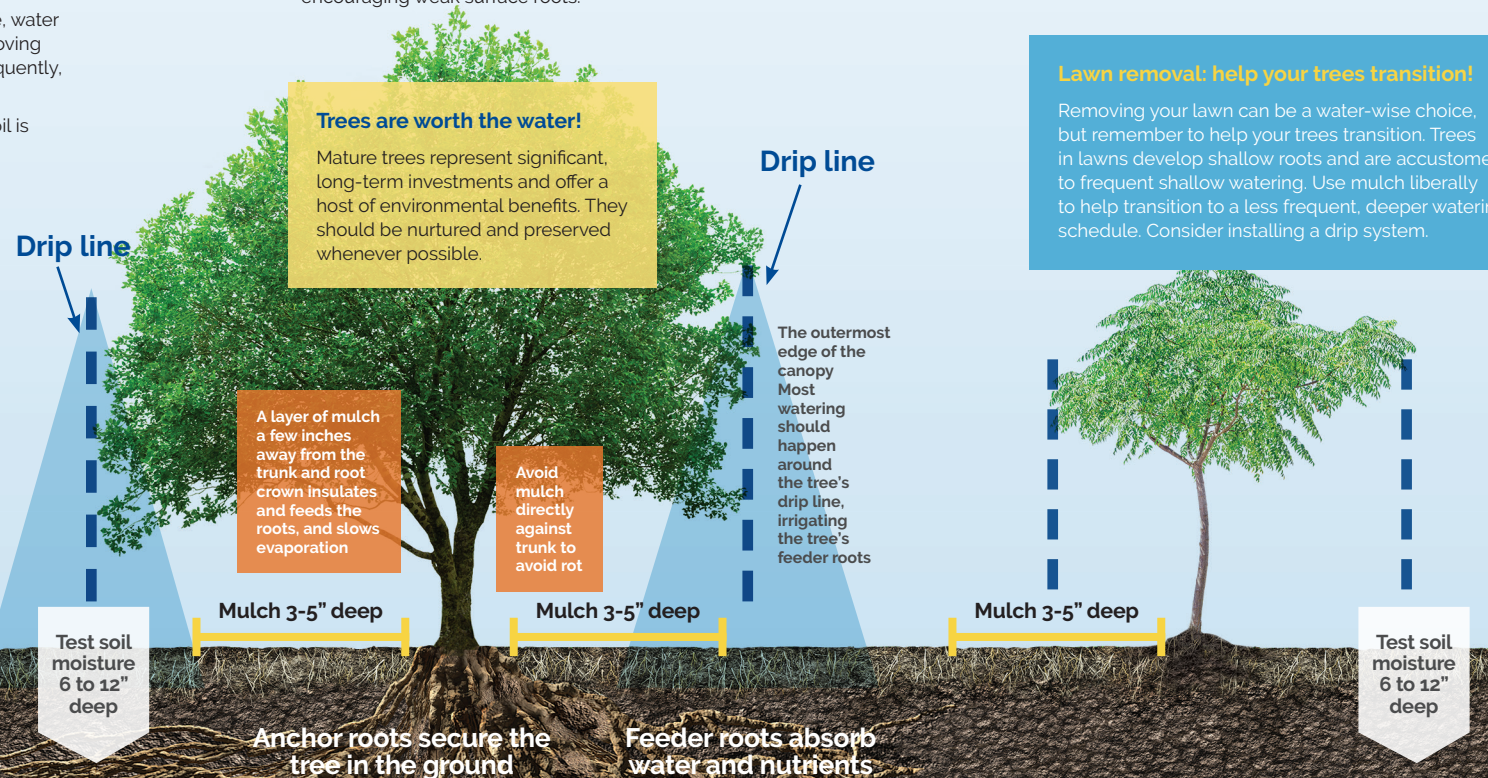 , water
oving
quently,
oil is
encouraging weak surface roots.
Trees are worth the water!
Mature trees represent significant,
long-term investments and offer a
host of environmental benefits. They
should be nurtured and preserved
whenever possible.
Drip line
Drip line
The outermost
edge of the
canopy
Most
watering
should
happen
around
the tree's
drip line,
irrigating
the tree's
feeder roots
A layer of mulch
a few inches
away from the
trunk and root
crown insulates
and feeds the
roots, and slows
evaporation
Avoid
mulch
directly
against
trunk to
avoid rot
Mulch 3-5” deep
Mulch 3-5” deep
Test soil
moisture
6 to 12”
deep
Anchor roots secure the
tree in the ground
Feeder roots absorb
water and nutrients
Lawn removal: help your trees transition!
Removing your lawn can be a water-wise choice,
but remember to help your trees transition. Trees
in lawns develop shallow roots and are accustome
to frequent shallow watering. Use mulch liberally
to help transition to a less frequent, deeper waterin
schedule. Consider installing a drip system.
Mulch 3-5” deep
Test soil
moisture
6 to 12”
deep